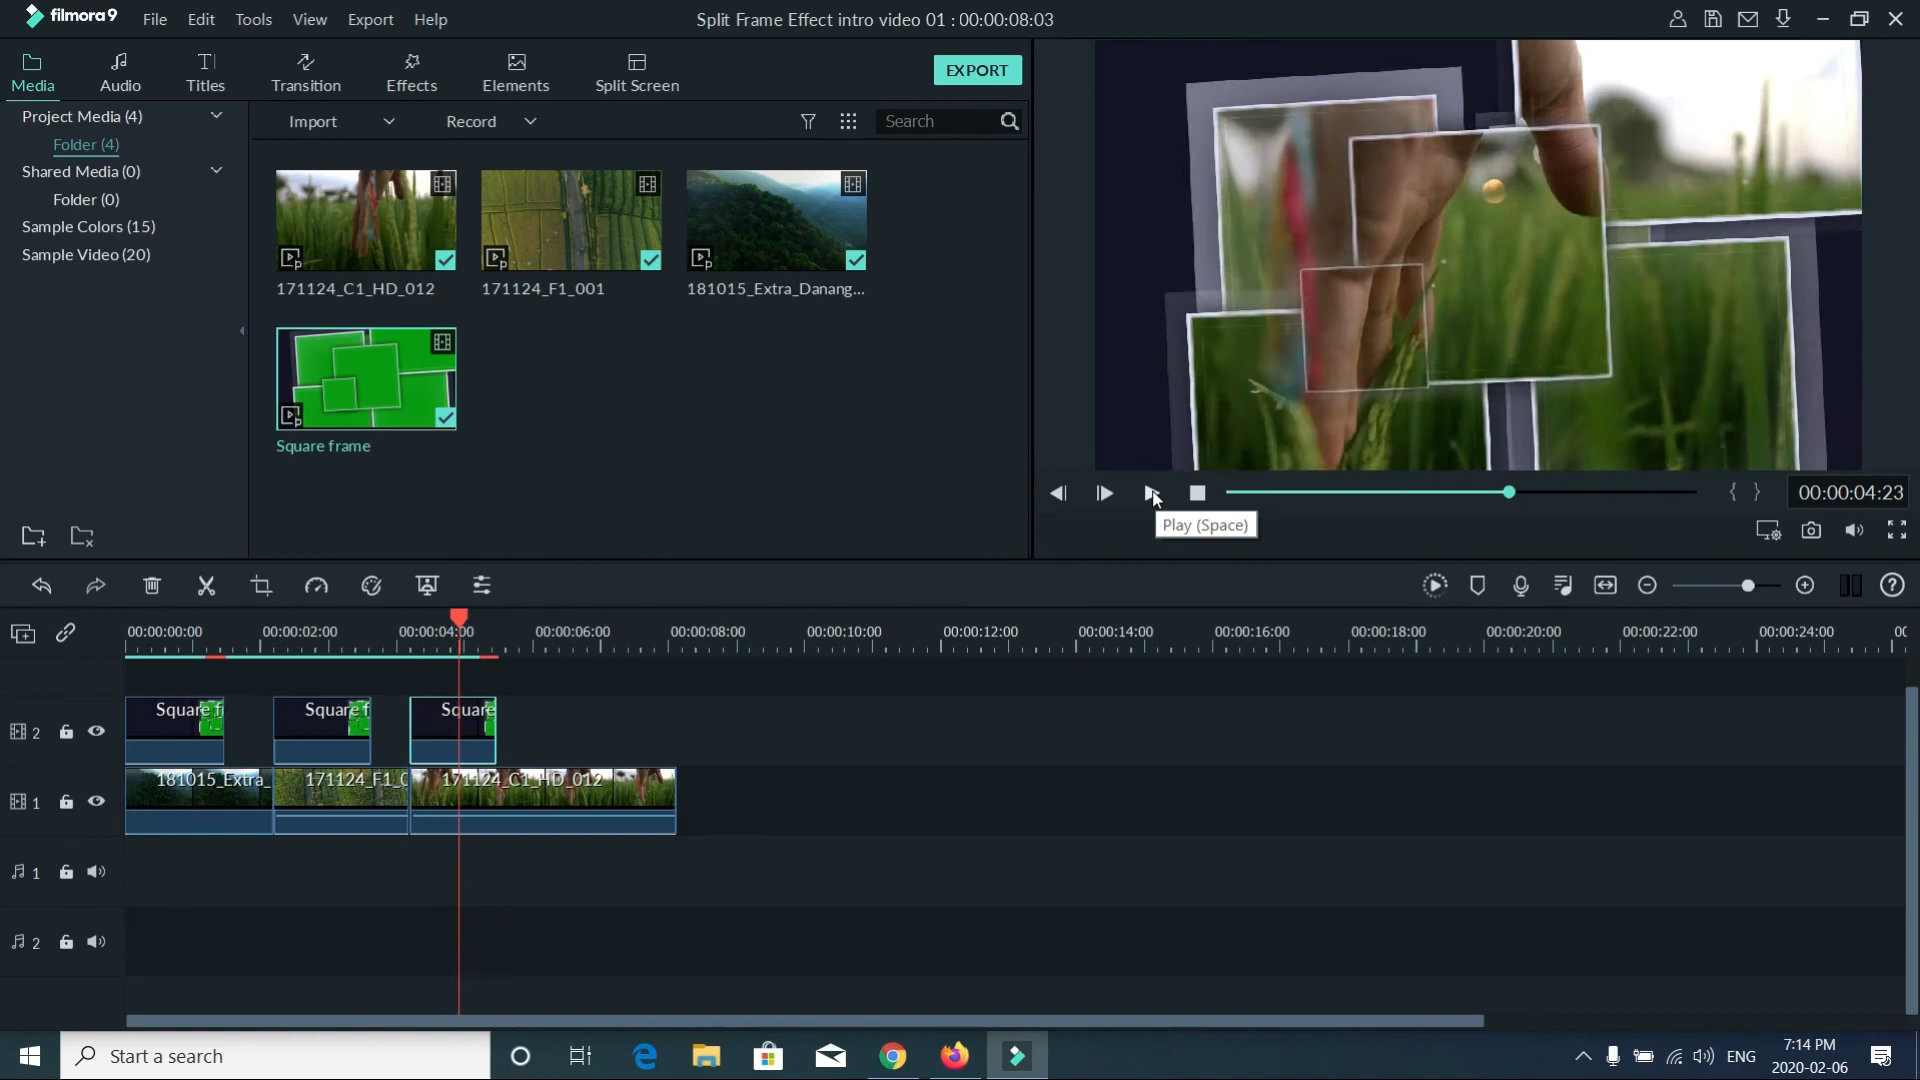 filmora9 File Edit Tools View Export Help Split Frame Effect intro video 01 : 00:00:08:03
Media Audio Titles Transition Effects Elements Split Screen EXPORT
Project Media (4) Import Record Search
Folder (4)
Shared Media (0)
Folder (0)
Sample Colors (15)
Sample Video (20)
171124_C1_HD_012 171124_F1_001 181015_Extra_Danang...
Square frame
{ } 00:00:04:23
Play (Space)
00:00:00:00 00:00:02:00 00:00:04:00 00:00:06:00 00:00:08:00 00:00:10:00 00:00:12:00 00:00:14:00 00:00:16:00 00:00:18:00 00:00:20:00 00:00:22:00 00:00:24:00 00
2 Square f Square f Square
1 181015_Extra_ 171124_F1_0 171124_C1_HD_012
1
2
Start a search ENG 7:14 PM
2020-02-06